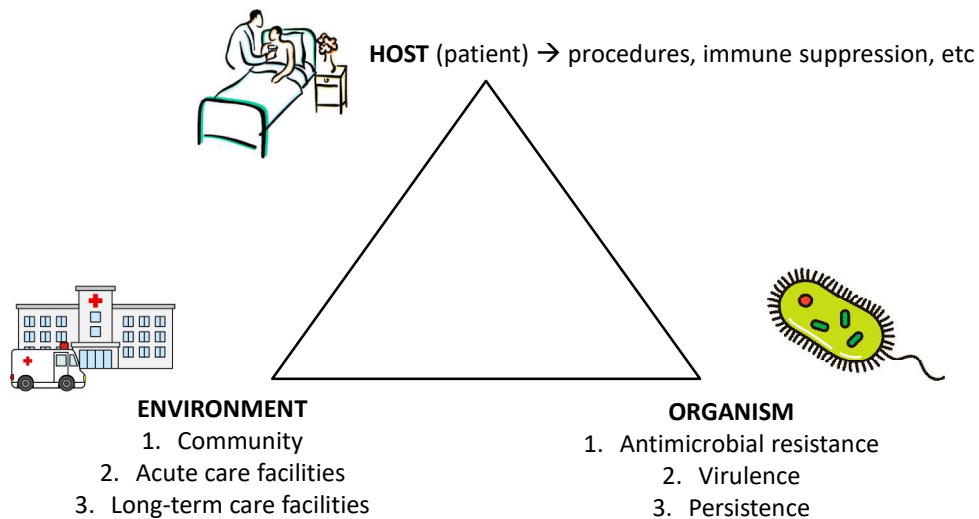 HOST (patient) → procedures, immune suppression, etc
ENVIRONMENT
1. Community
2. Acute care facilities
3. Long-term care facilities
ORGANISM
1. Antimicrobial resistance
2. Virulence
3. Persistence